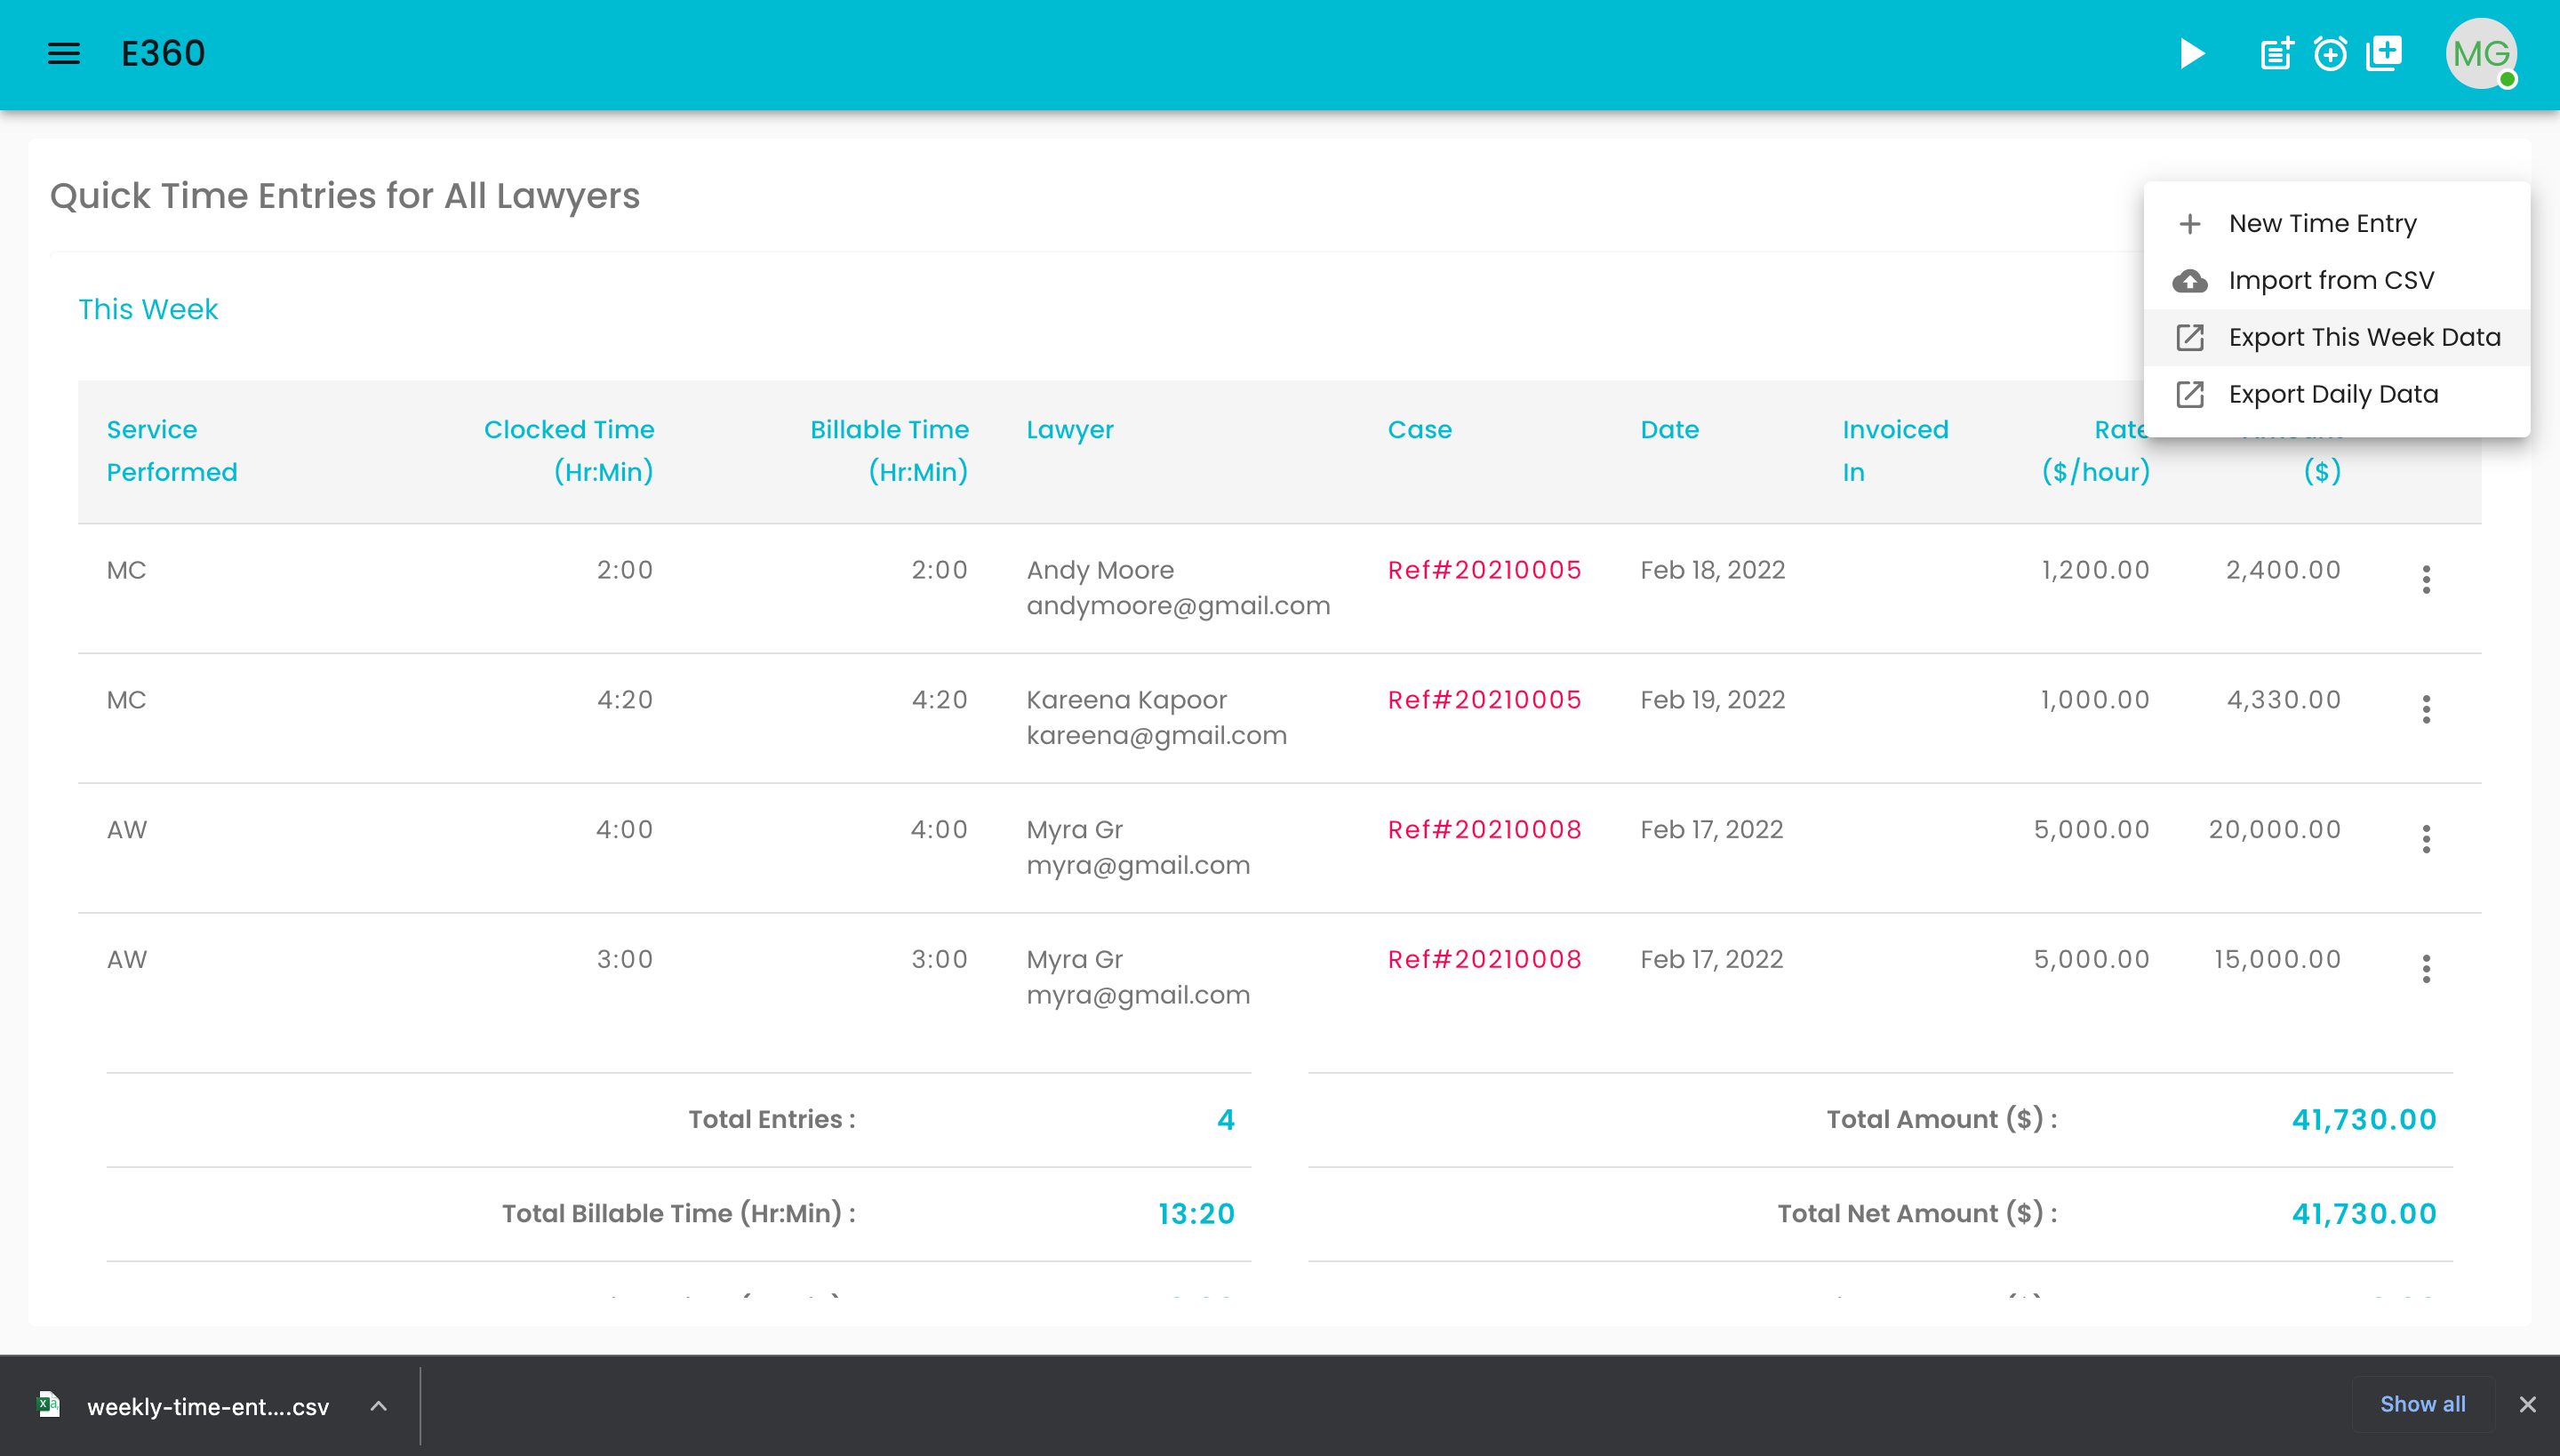 E360
MG
Quick Time Entries for All Lawyers
New Time Entry
Import from CSV
Export This Week Data
Export Daily Data
This Week
Service Performed
Clocked Time (Hr:Min)
Billable Time (Hr:Min)
Lawyer
Case
Date
Invoiced In
Rate ($/hour)
($)
MC 2:00 2:00 Andy Moore Ref#20210005 Feb 18, 2022 1,200.00 2,400.00
andymoore@gmail.com
MC 4:20 4:20 Kareena Kapoor Ref#20210005 Feb 19, 2022 1,000.00 4,330.00
kareena@gmail.com
AW 4:00 4:00 Myra Gr Ref#20210008 Feb 17, 2022 5,000.00 20,000.00
myra@gmail.com
AW 3:00 3:00 Myra Gr Ref#20210008 Feb 17, 2022 5,000.00 15,000.00
myra@gmail.com
Total Entries : 4
Total Amount ($) : 41,730.00
Total Billable Time (Hr:Min) : 13:20
Total Net Amount ($) : 41,730.00
weekly-time-ent....csv
Show all